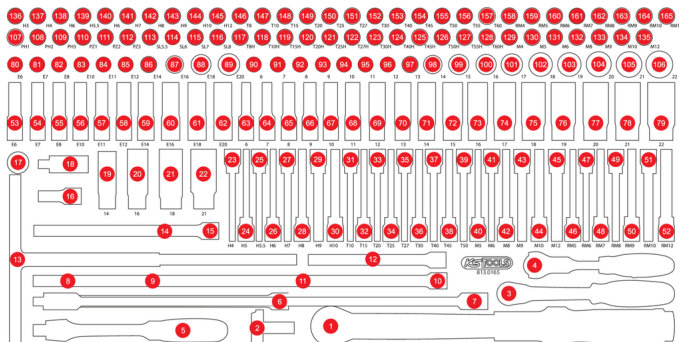 136 137 138 139 140 141 142 143 144 145 146 147 148 149 150 151 152 153 154 155 156 157 158 159 160 161 162 163 164 165
H3 H4 H5 H5,5 H6 H7 H8 H9 H10 H12 T8 T10 T15 T20 T25 T27 T30 T40 T45 T50 T55 T60 RM4 RM5 RM6 RM7 RM8 RM9 RM10 RM1
107 108 109 110 111 112 113 114 115 116 117 118 119 120 121 122 123 124 125 126 127 128 129 130 131 132 133 134 135
PH1 PH2 PH3 PZ1 PZ2 PZ3 SL5.5 SL6 SL7 SL8 T8H T10H T15H T20H T25H T27H T30H T40H T45H T50H T55H T60H M4 M5 M6 M8 M9 M10 M12
80 81 82 83 84 85 86 87 88 89 90 91 92 93 94 95 96 97 98 99 100 101 102 103 104 105 106
E6 E7 E8 E10 E11 E12 E14 E16 E18 E20 6 7 8 9 10 11 12 13 14 15 16 17 18 19 20 21 22
53 54 55 56 57 58 59 60 61 62 63 64 65 66 67 68 69 70 71 72 73 74 75 76 77 78 79
E6 E7 E8 E10 E11 E12 E14 E16 E18 E20 6 7 8 9 10 11 12 13 14 15 16 17 18 19 20 21 22
17 18 19 20 21 22 23 25 27 29 31 33 35 37 39 41 43 45 47 49 51
16
14 16 18 21
14 15 24 26 28 30 32 34 36 38 40 42 44 46 48 50 52
H4 H5 H5,5 H6 H7 H8 H9 H10 T10 T15 T20 T25 T27 T30 T40 T45 T50 M5 M6 M8 M9 M10 M12 RM5 RM6 RM7 RM8 RM9 RM10 RM12
13 12 KS TOOLS 4
813.0165
8 9 11 10
3
6 7
5 2 1